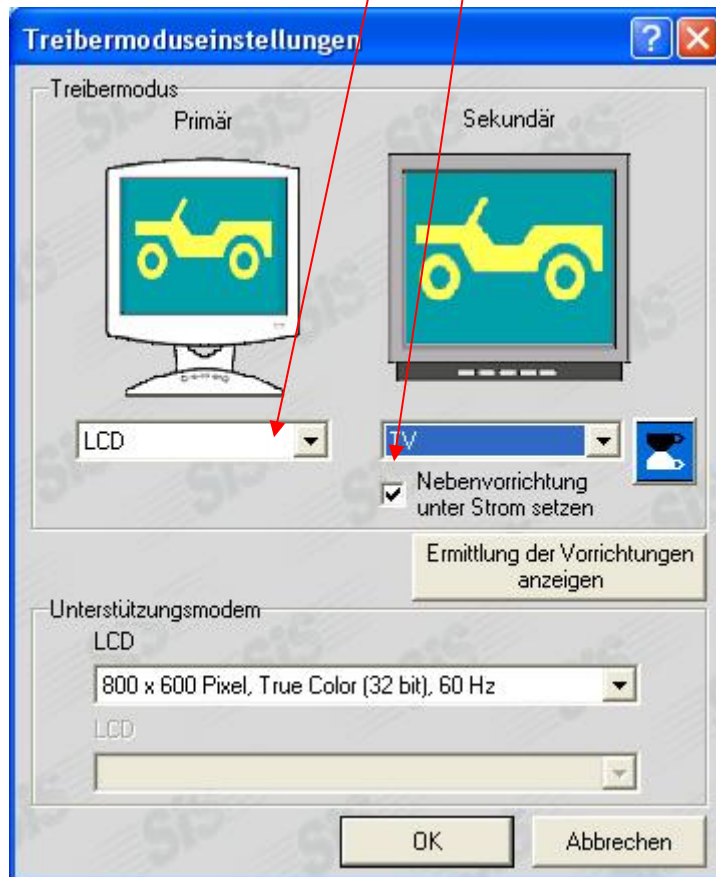 Treibermoduseinstellungen
Treibermodus
Primär
Sekundär
LCD
TV
Nebenvorrichtung
unter Strom setzen
Ermittlung der Vorrichtungen
anzeigen
Unterstützungsmodem
LCD
800 x 600 Pixel, True Color (32 bit), 60 Hz
LCD
OK
Abbrechen